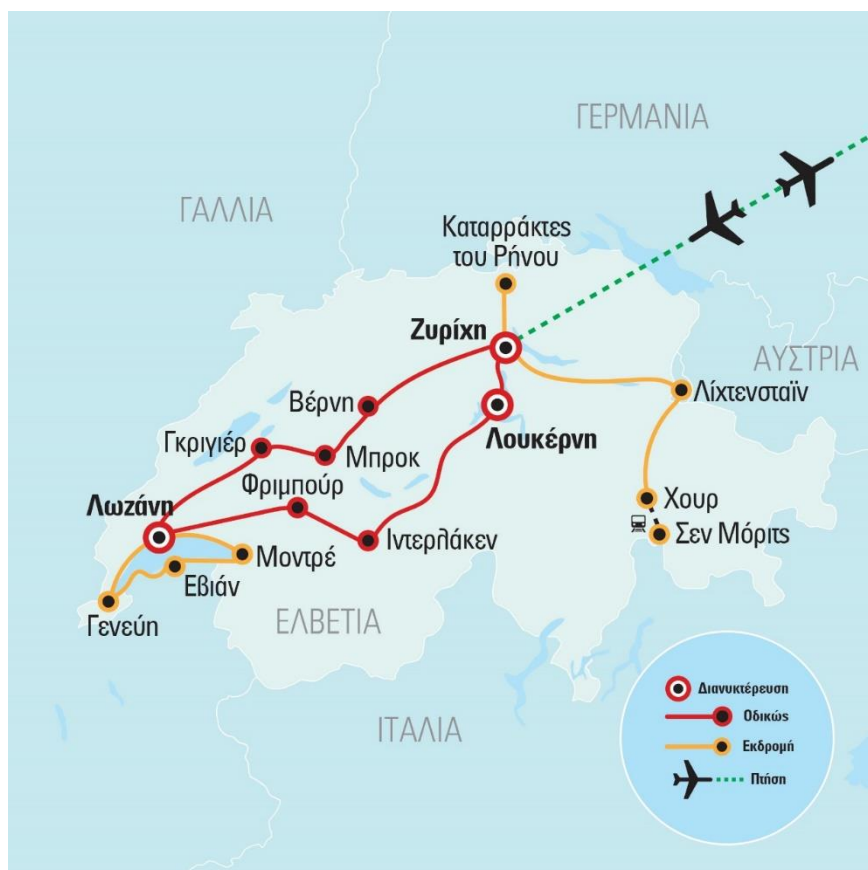 ΓΕΡΜΑΝΙΑ
ΓΑΛΛΙΑ
Καταρράκτες
του Ρήνου
Ζυρίχη
ΑΥΣΤΡΙΑ
Λίχτενσταϊν
Βέρνη
Λουκέρνη
Γκριγιέρ
Μπροκ
Φριμπούρ
Λωζάνη
Χουρ
Ιντερλάκεν
Σεν Μόριτς
Μοντρέ
Εβιάν
Γενεύη
ΕΛΒΕΤΙΑ
ΙΤΑΛΙΑ
Διανυκτέρευση
Οδικώς
Εκδρομή
Πτήση